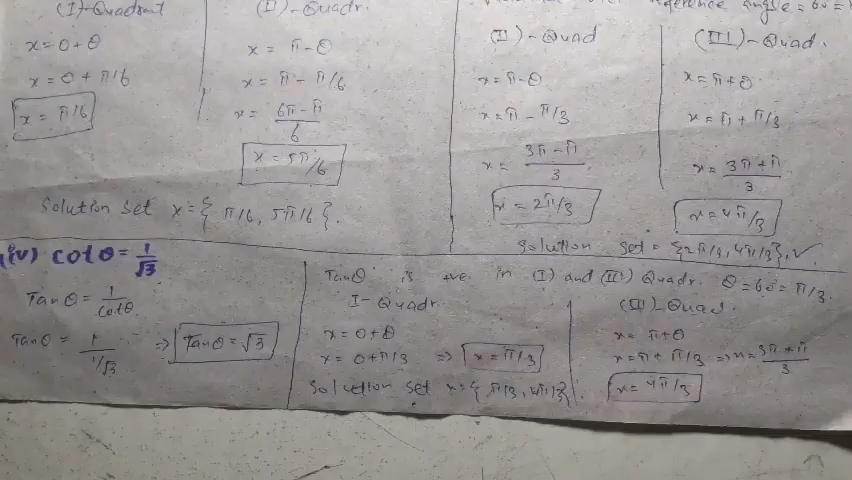 (I)-Quadrant
x=0+θ
x=0+π/6
x=π/6
(II)-Quadr.
x=π-θ
x=π-π/6
x=6π-π/6
x=5π/6
Solution Set x={π/6, 5π/6}.
reference angle=60=
(II)-Quad
x=π-θ
x=π-π/3
x=3π-π/3
x=2π/3
(III)-Quad.
x=π+θ
x=π+π/3
x=3π+π/3
x=4π/3
Solution Set={2π/3, 4π/3}.✓
(iv) cotθ=1/√3
Tanθ=1/cotθ
Tanθ=1/1/√3 => Tanθ=√3
Tanθ is +ve in (I) and (III) Quadr. θ=60=π/3.
I-Quadr.
x=0+θ
x=0+π/3 => x=π/3
Solution Set x={π/3, 4π/3}.
(III)-Quad.
x=π+θ
x=π+π/3 => x=3π+π/3
x=4π/3